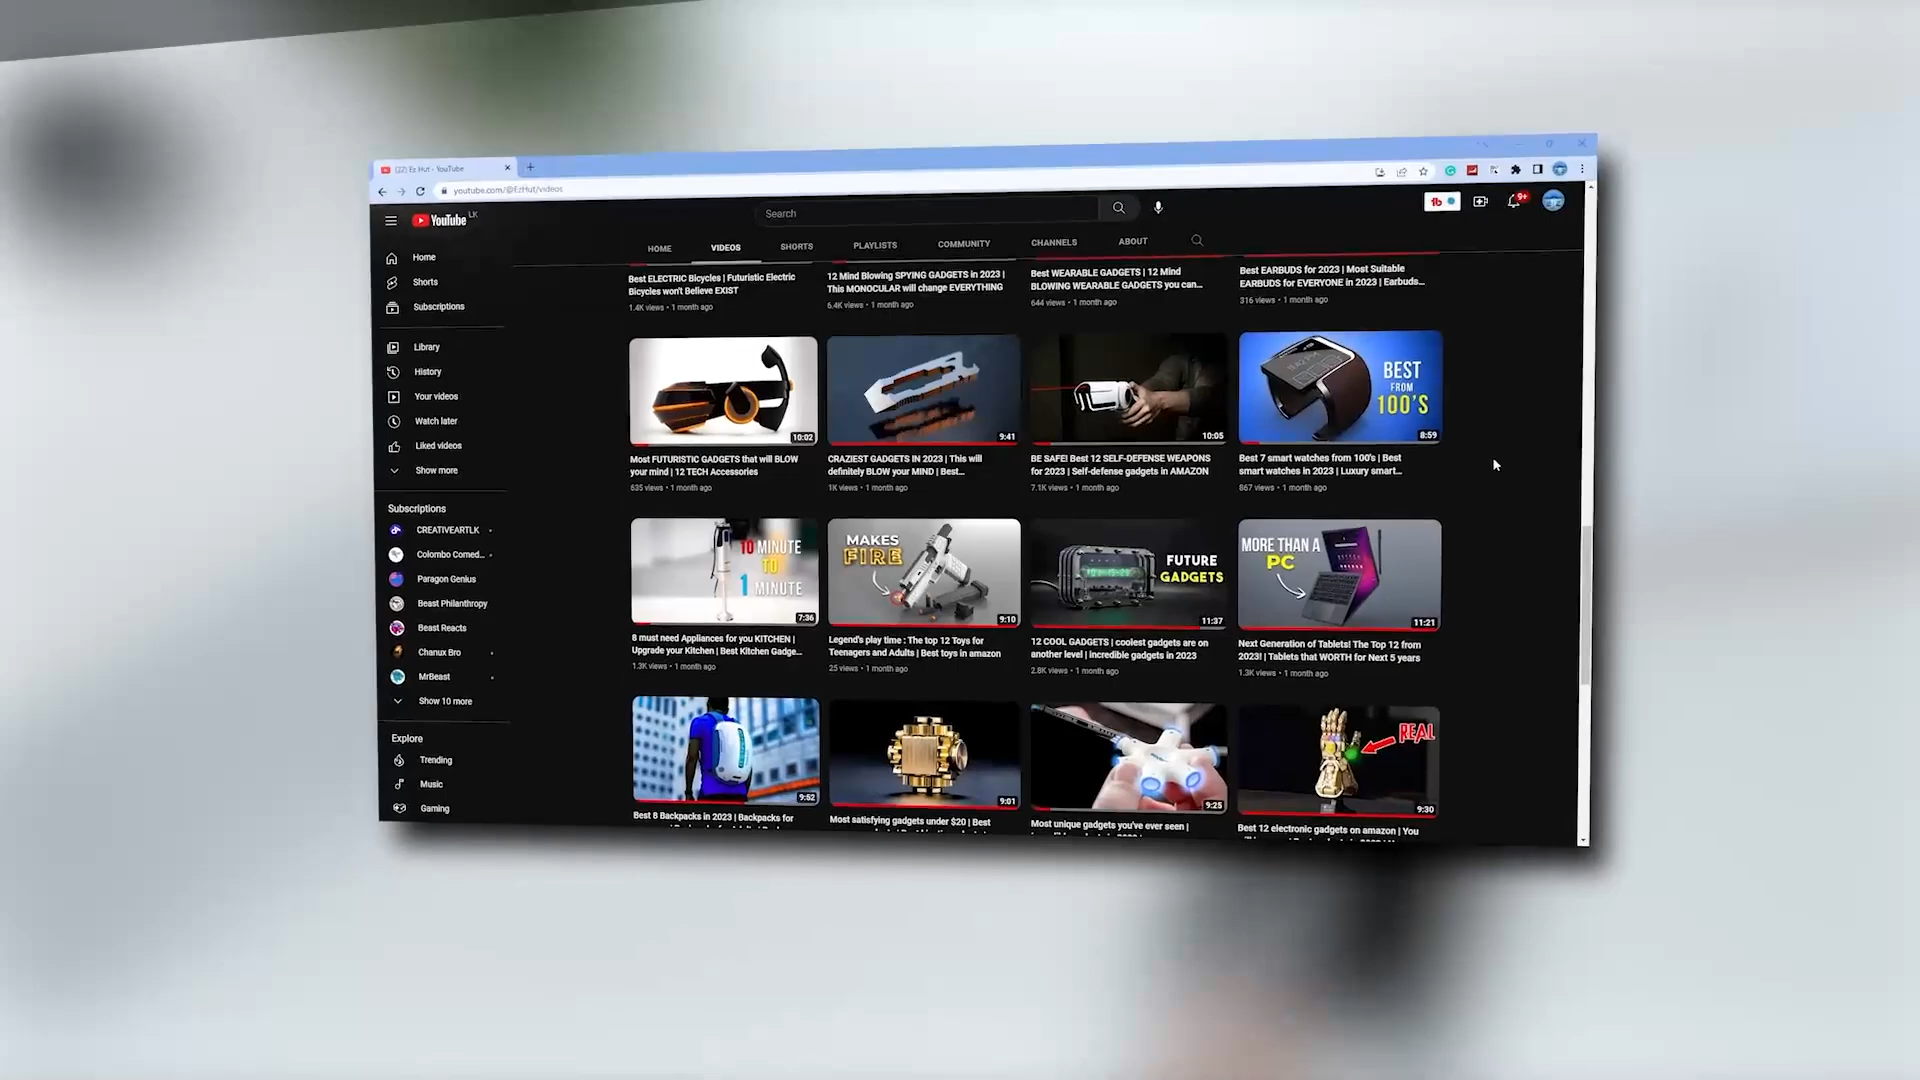 (22) Ez Hut - YouTube
youtube.com/@EzHut/videos
YouTube LK
Search
9+
HOME
VIDEOS
SHORTS
PLAYLISTS
COMMUNITY
CHANNELS
ABOUT
Home
Shorts
Subscriptions
Library
History
Your videos
Watch later
Liked videos
Show more
Subscriptions
CREATIVEARTLK
Colombo Comed...
Paragon Genius
Beast Philanthropy
Beast Reacts
Chanux Bro
MrBeast
Show 10 more
Explore
Trending
Music
Gaming
Best ELECTRIC Bicycles | Futuristic Electric
Bicycles won't Believe EXIST
1.4K views • 1 month ago
12 Mind Blowing SPYING GADGETS in 2023 |
This MONOCULAR will change EVERYTHING
6.4K views • 1 month ago
Best WEARABLE GADGETS | 12 Mind
BLOWING WEARABLE GADGETS you can...
644 views • 1 month ago
Best EARBUDS for 2023 | Most Suitable
EARBUDS for EVERYONE in 2023 | Earbuds...
316 views • 1 month ago
10:02
Most FUTURISTIC GADGETS that will BLOW
your mind | 12 TECH Accessories
635 views • 1 month ago
9:41
CRAZIEST GADGETS IN 2023 | This will
definitely BLOW your MIND | Best...
1K views • 1 month ago
10:05
BE SAFE! Best 12 SELF-DEFENSE WEAPONS
for 2023 | Self-defense gadgets in AMAZON
7.1K views • 1 month ago
BEST
FROM
100'S
8:59
Best 7 smart watches from 100's | Best
smart watches in 2023 | Luxury smart...
867 views • 1 month ago
10 MINUTE
TO
1 MINUTE
7:36
8 must need Appliances for you KITCHEN |
Upgrade your Kitchen | Best Kitchen Gadge...
1.3K views • 1 month ago
MAKES
FIRE
9:10
Legend's play time : The top 12 Toys for
Teenagers and Adults | Best toys in amazon
25 views • 1 month ago
FUTURE
GADGETS
11:37
12 COOL GADGETS | coolest gadgets are on
another level | incredible gadgets in 2023
2.8K views • 1 month ago
MORE THAN A
PC
11:21
Next Generation of Tablets! The Top 12 from
2023! | Tablets that WORTH for Next 5 years
1.3K views • 1 month ago
9:52
Best 8 Backpacks in 2023 | Backpacks for
9:01
Most satisfying gadgets under $20 | Best
9:25
Most unique gadgets you've ever seen |
REAL
9:30
Best 12 electronic gadgets on amazon | You